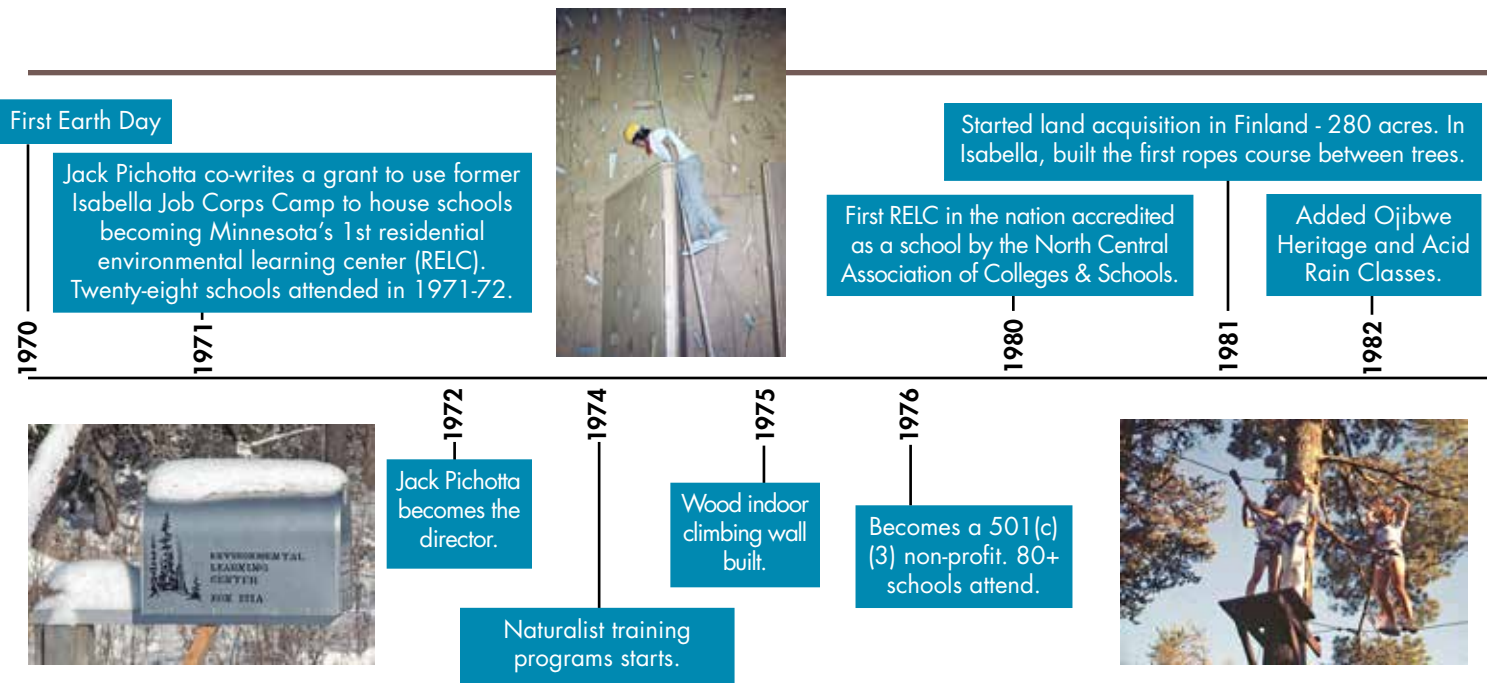 First Earth Day
1970
Jack Pichotta co-writes a grant to use former
Isabella Job Corps Camp to house schools
becoming Minnesota's 1st residential
environmental learning center (RELC).
Twenty-eight schools attended in 1971-72.
1971
Jack Pichotta
becomes the
director.
1972
Naturalist training
programs starts.
1974
Wood indoor
climbing wall
built.
1975
Becomes a 501(c)
(3) non-profit. 80+
schools attend.
1976
First RELC in the nation accredited
as a school by the North Central
Association of Colleges & Schools.
1980
Started land acquisition in Finland - 280 acres. In
Isabella, built the first ropes course between trees.
1981
Added Ojibwe
Heritage and Acid
Rain Classes.
1982
ENVIRONMENTAL
LEARNING
CENTER
BOX